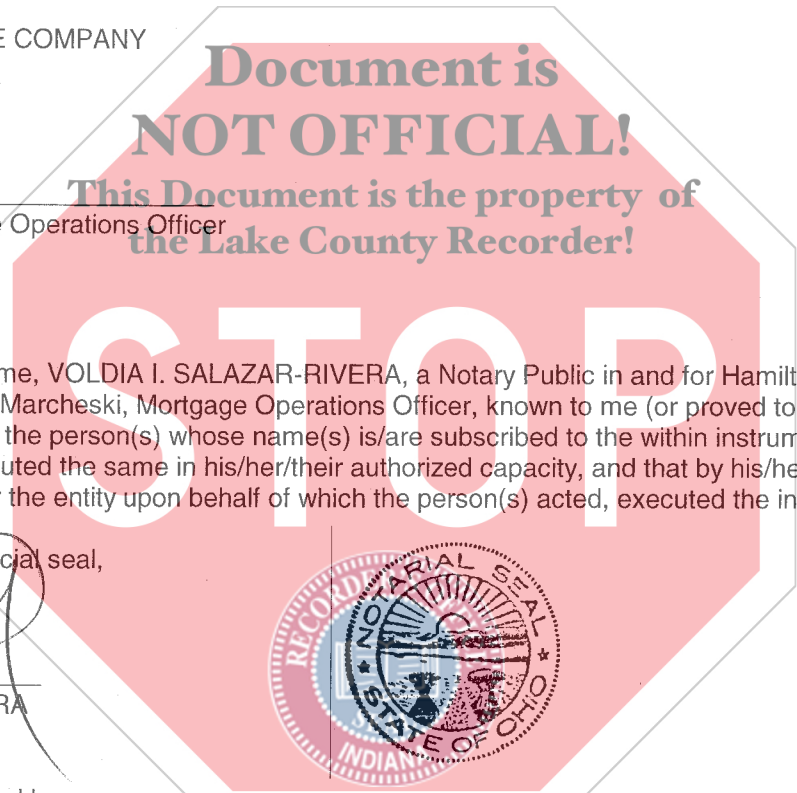 E COMPANY
Document is
NOT OFFICIAL!
This Document is the property of
Operations Officer
the Lake County Recorder!
STOP
me, VOLDIA I. SALAZAR-RIVERA, a Notary Public in and for Hamilt
Marcheski, Mortgage Operations Officer, known to me (or proved to
the person(s) whose name(s) is/are subscribed to the within instrum
uted the same in his/her/their authorized capacity, and that by his/he
the entity upon behalf of which the person(s) acted, executed the in
cial seal,
NOTARIAL SEAL
STATE OF OHIO
RECORDER
SEAL
INDIANA
RA